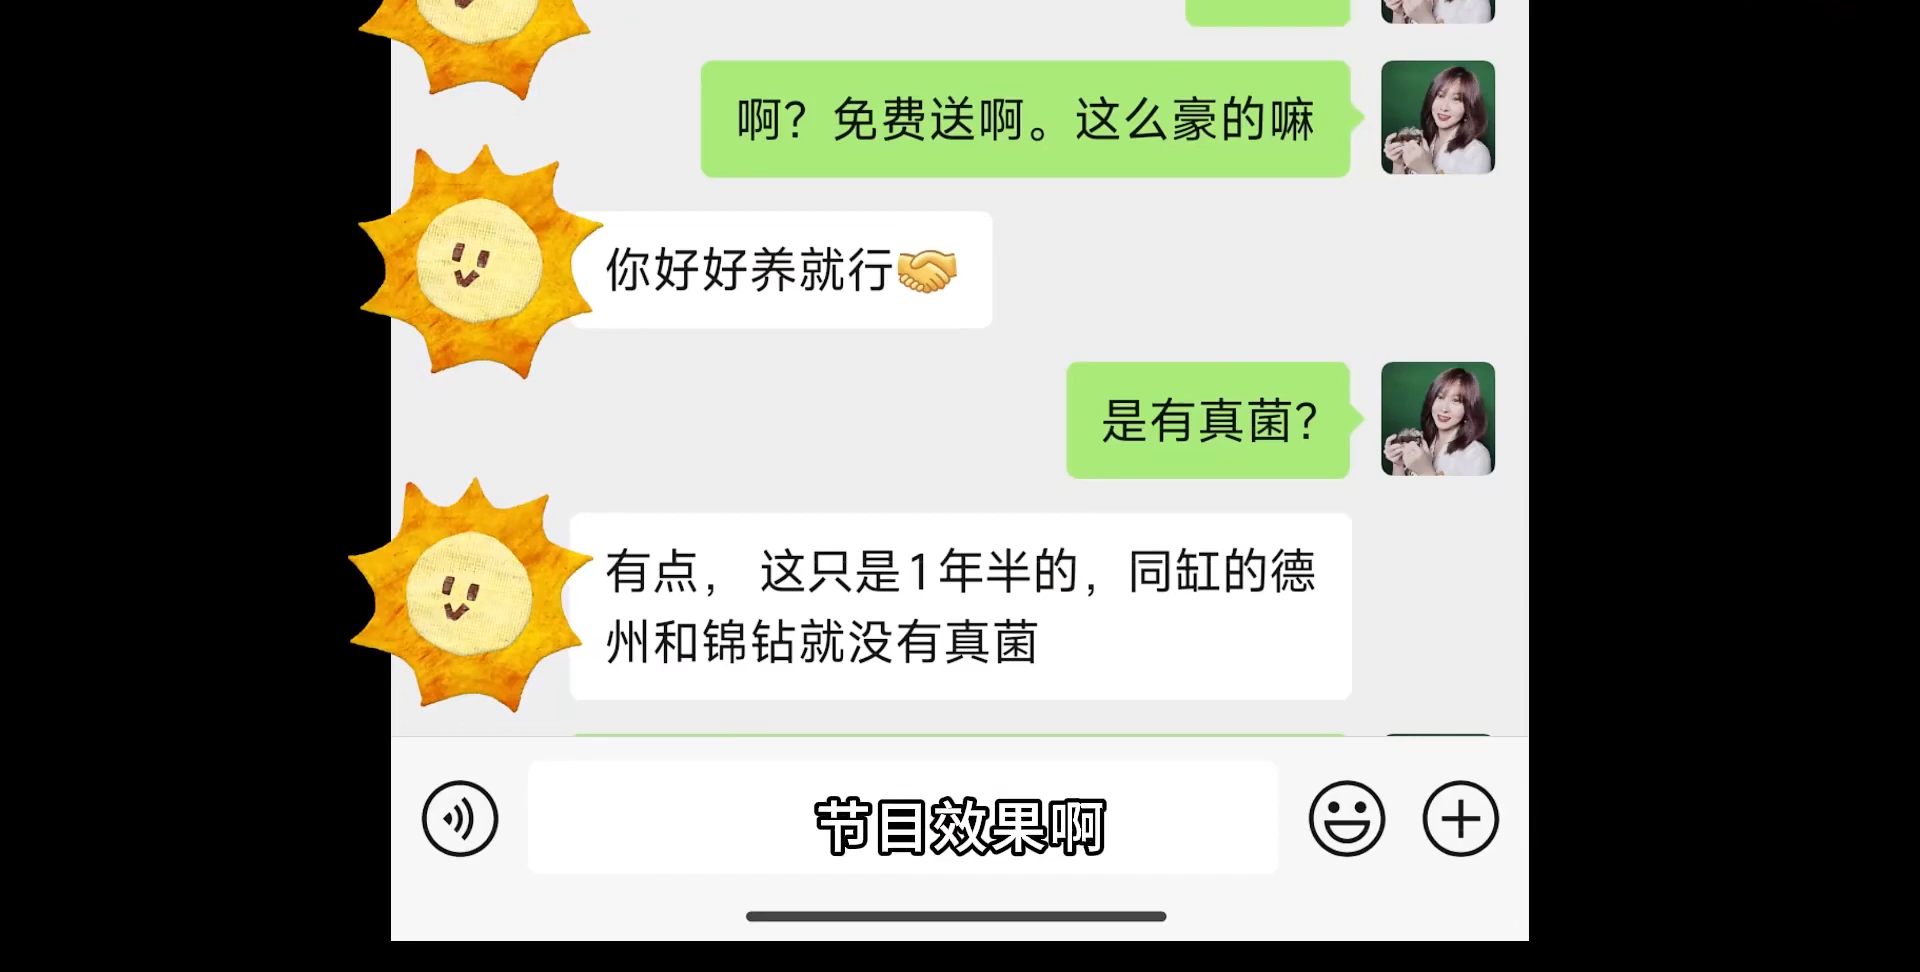 啊？免费送啊。这么豪的嘛
你好好养就行🤝
是有真菌？
有点， 这只是1年半的，同缸的德
州和锦钻就没有真菌
节目效果啊